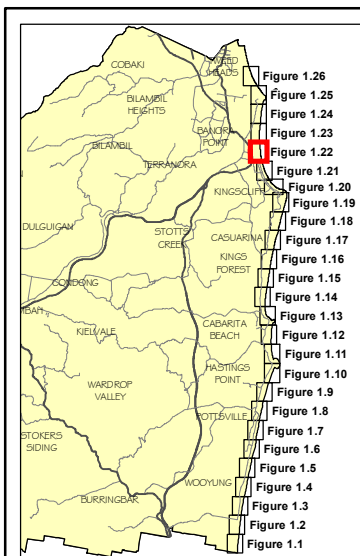 TWEED
HEADS
COBAKI
Figure 1.26
Figure 1.25
BILAMBIL
HEIGHTS
Figure 1.24
BANORA
POINT
Figure 1.23
BILAMBIL
Figure 1.22
TERRANORA
Figure 1.21
KINGSCLIFF
Figure 1.20
Figure 1.19
DULGUIGAN
STOTTS
CREEK
Figure 1.18
CASUARINA
Figure 1.17
KINGS
FOREST
Figure 1.16
Figure 1.15
CONDONG
Figure 1.14
MBAH
Figure 1.13
KIELVALE
CABARITA
BEACH
Figure 1.12
Figure 1.11
HASTINGS
POINT
Figure 1.10
WARDROP
VALLEY
Figure 1.9
POTTSVILLE
Figure 1.8
STOKERS
SIDING
Figure 1.7
Figure 1.6
Figure 1.5
WOOYUNG
Figure 1.4
BURRINGBAR
Figure 1.3
Figure 1.2
Figure 1.1